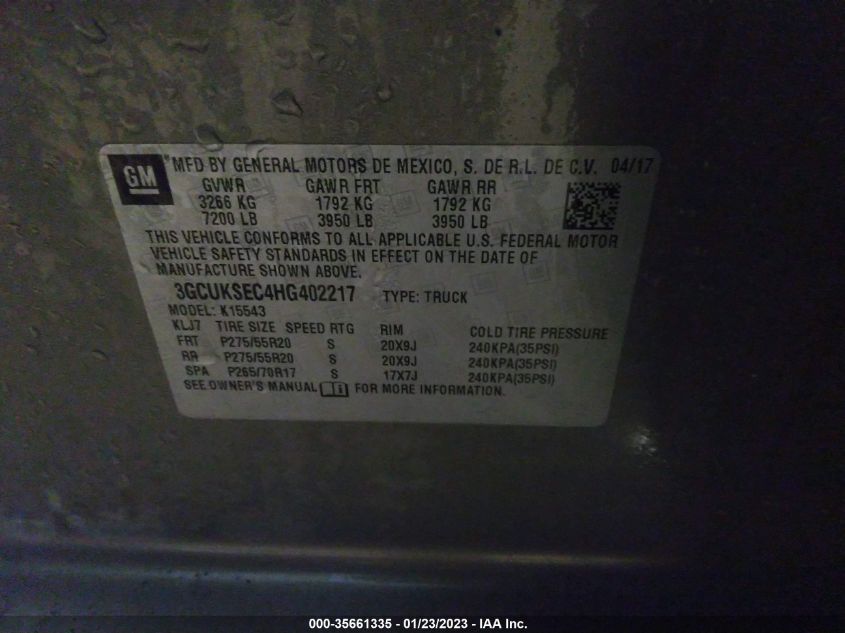 GM
MFD BY GENERAL MOTORS DE MEXICO, S. DE R.L. DE C.V. 04/17
GVWR GAWR FRT GAWR RR
3266 KG 1792 KG 1792 KG
7200 LB 3950 LB 3950 LB
THIS VEHICLE CONFORMS TO ALL APPLICABLE U.S. FEDERAL MOTOR
VEHICLE SAFETY STANDARDS IN EFFECT ON THE DATE OF
MANUFACTURE SHOWN ABOVE.
3GCUKSEC4HG402217 TYPE: TRUCK
MODEL: K15543
KLJ7 TIRE SIZE SPEED RTG RIM COLD TIRE PRESSURE
FRT P275/55R20 S 20X9J 240KPA(35PSI)
RR P275/55R20 S 20X9J 240KPA(35PSI)
SPA P265/70R17 S 17X7J 240KPA(35PSI)
SEE OWNER'S MANUAL FOR MORE INFORMATION.
000-35661335 - 01/23/2023 - IAA Inc.